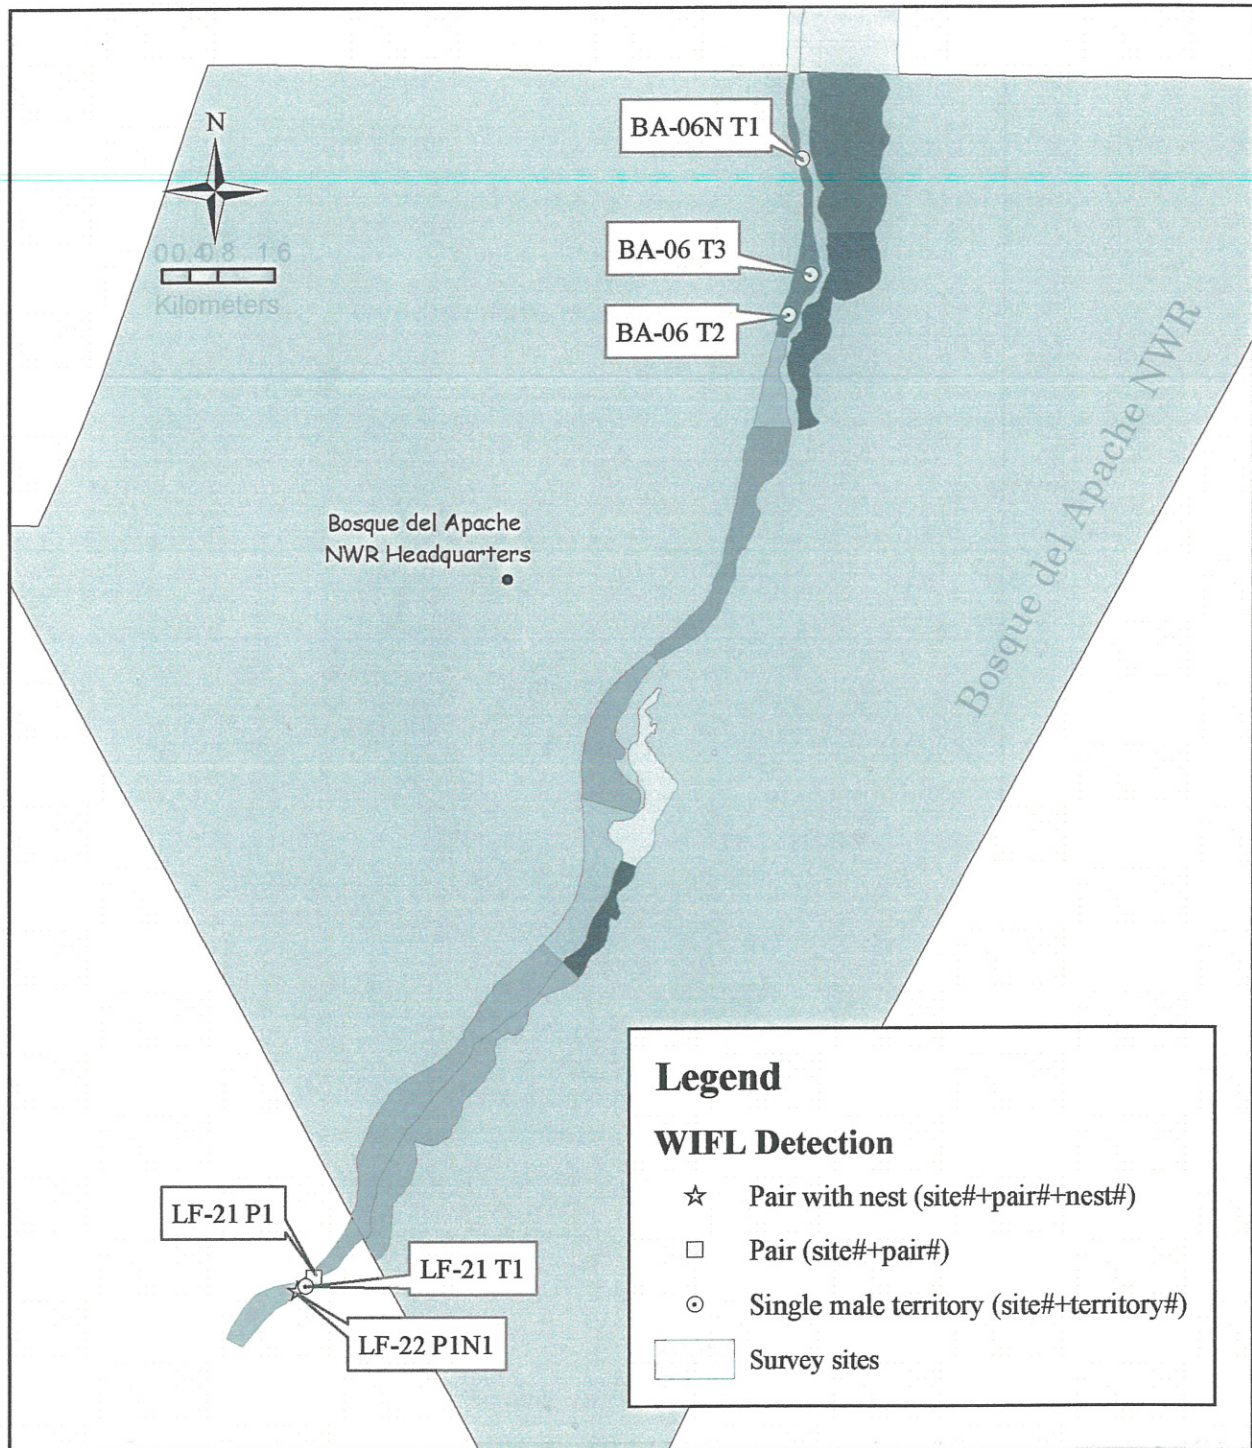 BA-06N T1
N
BA-06 T3
00.40.8 1.6
Kilometers
BA-06 T2
Bosque del Apache NWR
Bosque del Apache
NWR Headquarters
Legend
WIFL Detection
Pair with nest (site#+pair#+nest#)
Pair (site#+pair#)
Single male territory (site#+territory#)
Survey sites
LF-21 P1
LF-21 T1
LF-22 P1N1